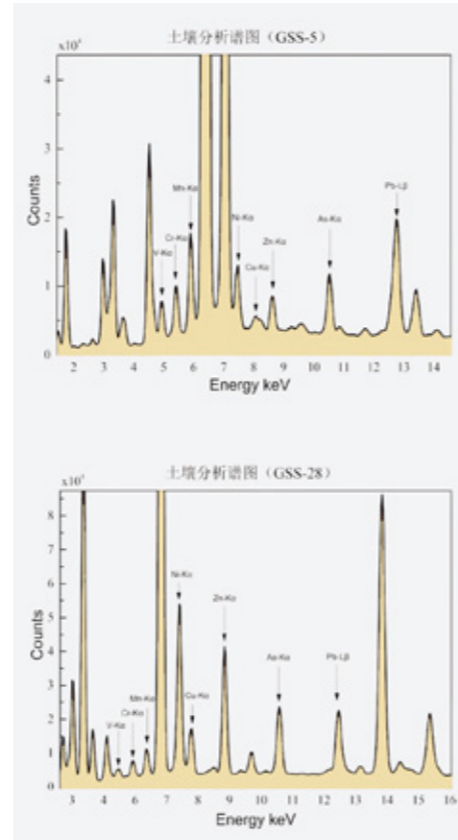 土壤分析谱图（GSS-5）
x10⁴
4
3
2
1
0
Counts
V-Kα
Cr-Kα
Mn-Kα
Ni-Kα
Cu-Kα
Zn-Kα
As-Kα
Pb-Lβ
2 3 4 5 6 7 8 9 10 11 12 13 14
Energy keV
土壤分析谱图（GSS-28）
8
7
6
5
4
3
2
1
0
Counts
V-Kα
Cr-Kα
Mn-Kα
Ni-Kα
Cu-Kα
Zn-Kα
As-Kα
Pb-Lβ
3 4 5 6 7 8 9 10 11 12 13 14 15 16
Energy keV